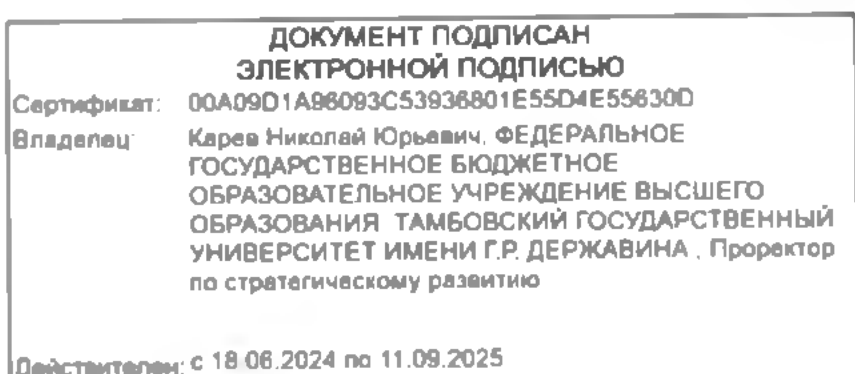 ДОКУМЕНТ ПОДПИСАН
ЭЛЕКТРОННОЙ ПОДПИСЬЮ
Сертификат: 00A09D1A96093C53936801E55D4E55630D
Владелец: Карев Николай Юрьевич, ФЕДЕРАЛЬНОЕ
ГОСУДАРСТВЕННОЕ БЮДЖЕТНОЕ
ОБРАЗОВАТЕЛЬНОЕ УЧРЕЖДЕНИЕ ВЫСШЕГО
ОБРАЗОВАНИЯ ТАМБОВСКИЙ ГОСУДАРСТВЕННЫЙ
УНИВЕРСИТЕТ ИМЕНИ Г.Р. ДЕРЖАВИНА , Проректор
по стратегическому развитию
Действителен: с 18.06.2024 по 11.09.2025